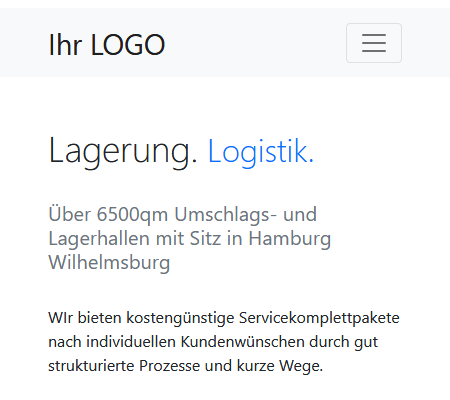 Ihr LOGO
Lagerung. Logistik.
Über 6500qm Umschlags- und
Lagerhallen mit Sitz in Hamburg
Wilhelmsburg
WIr bieten kostengünstige Servicekomplettpakete
nach individuellen Kundenwünschen durch gut
strukturierte Prozesse und kurze Wege.